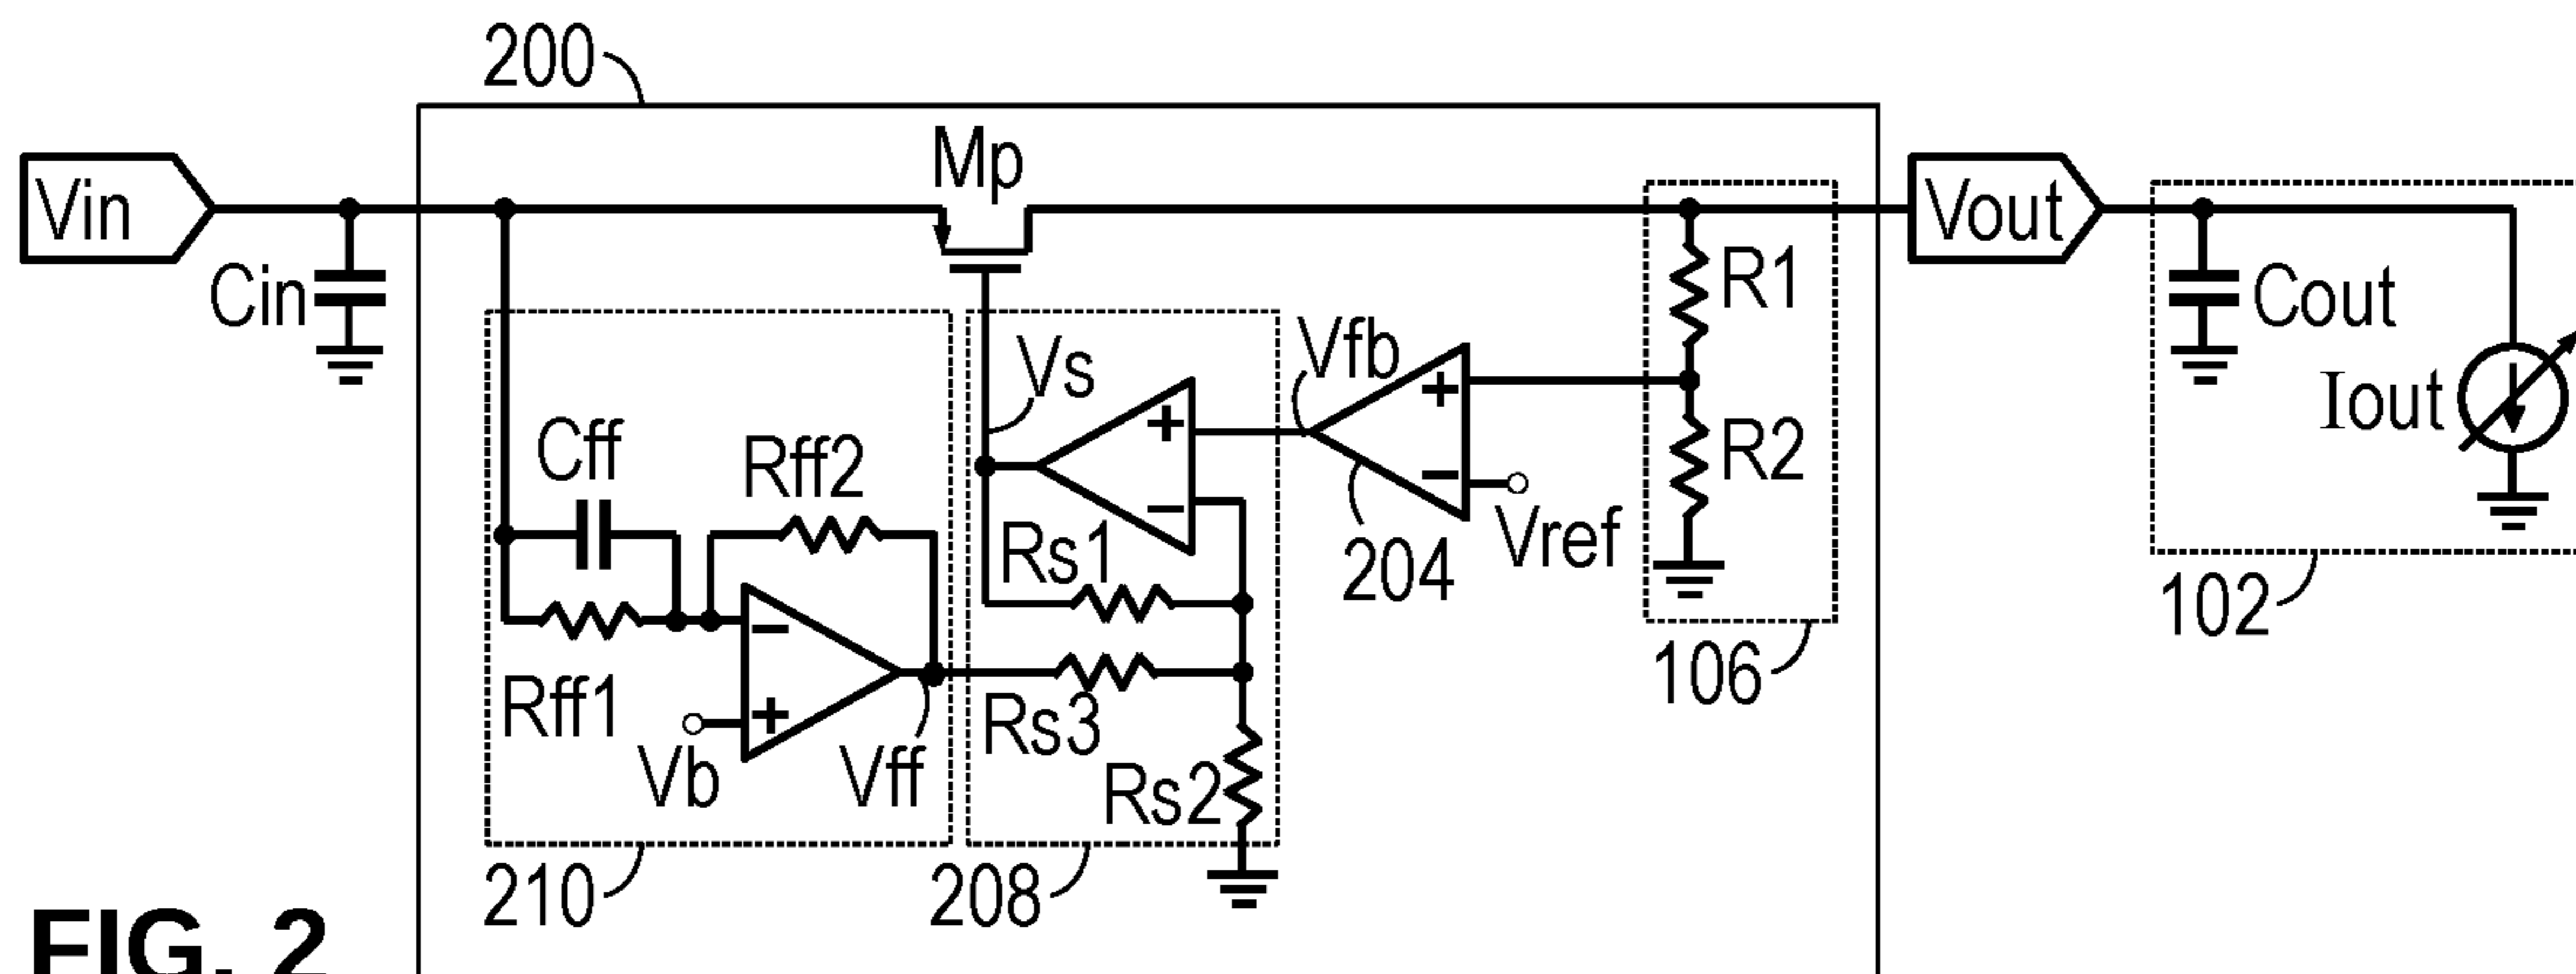 200
Mp
Vin
Vout
Cin
R1
Cout
Vs
Vfb
+
+
Iout
Cff
Rff2
R2
−
−
Rs1
204
Vref
102
−
Rff1
+
Rs3
106
Vb
Vff
Rs2
210
208
FIG. 2